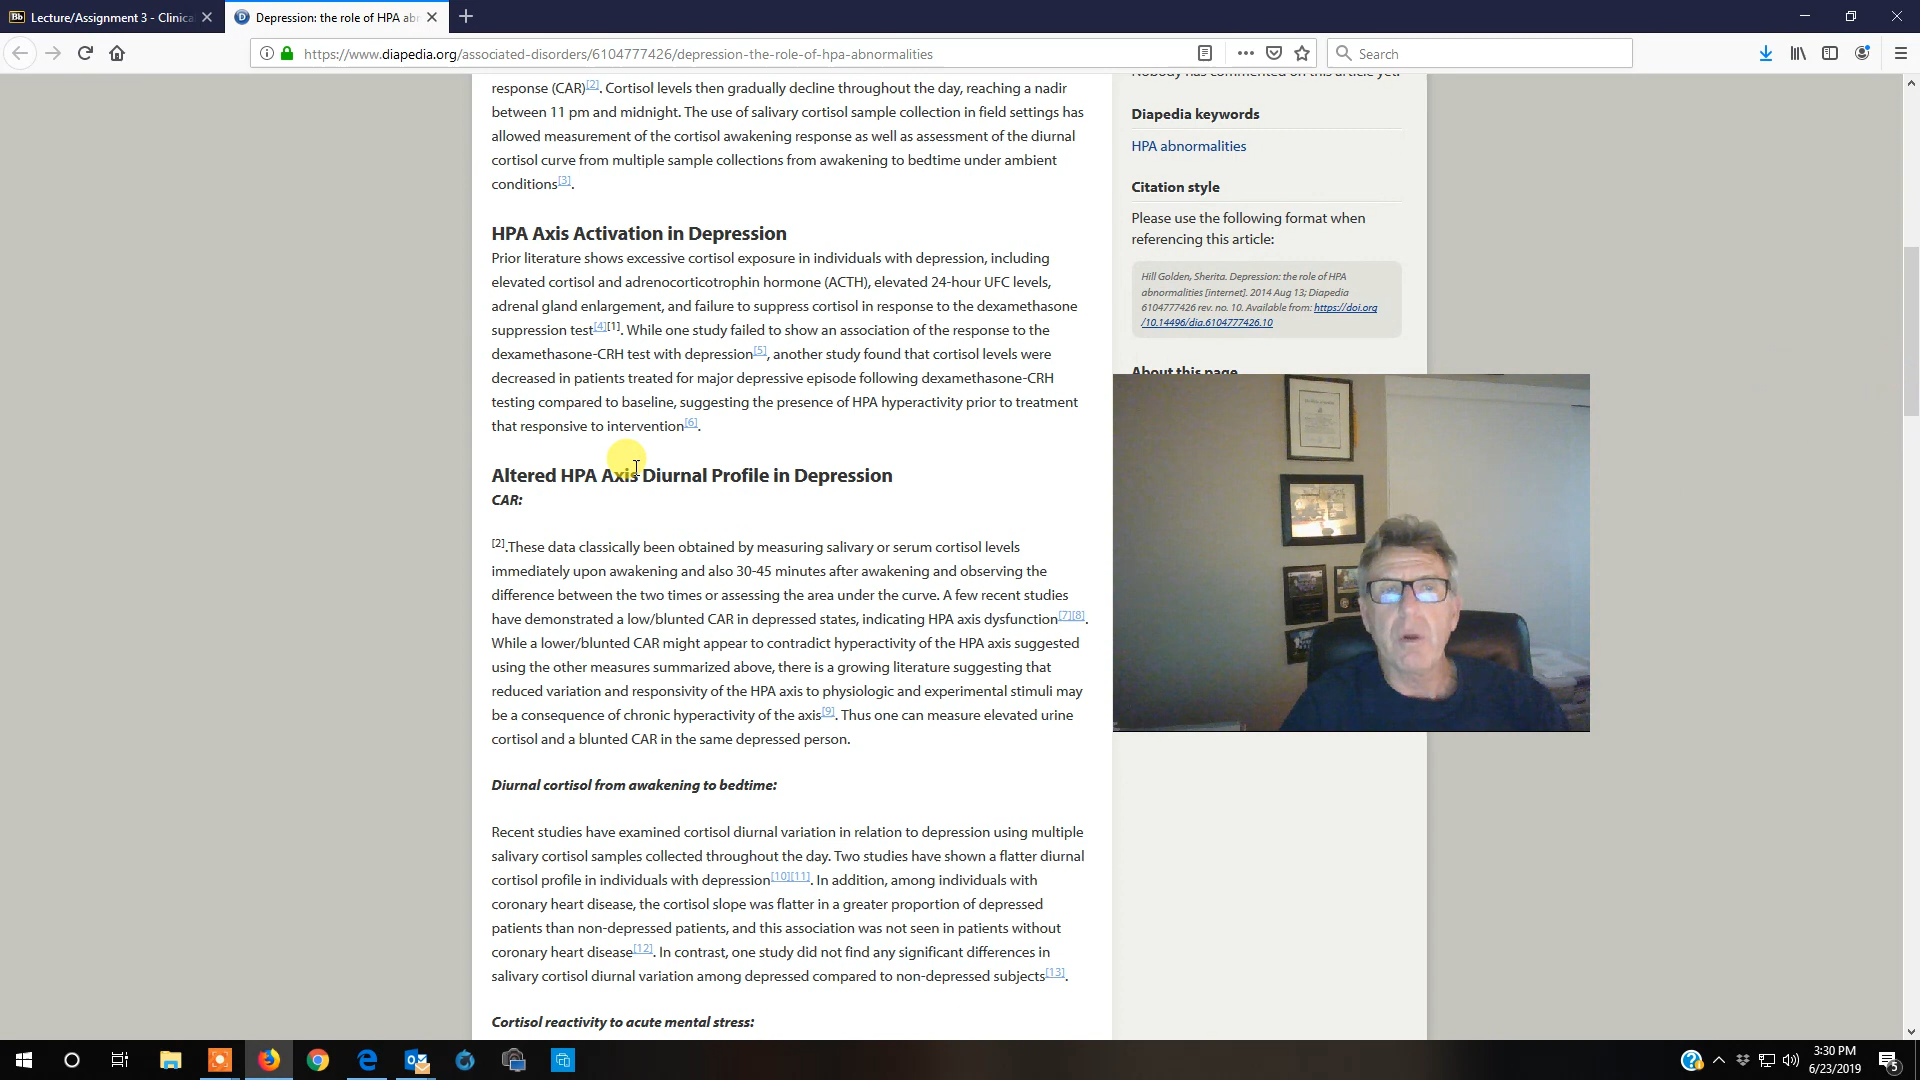 Lecture/Assignment 3 - Clinica
Depression: the role of HPA ab
https://www.diapedia.org/associated-disorders/6104777426/depression-the-role-of-hpa-abnormalities
Search
response (CAR)[2]. Cortisol levels then gradually decline throughout the day, reaching a nadir
between 11 pm and midnight. The use of salivary cortisol sample collection in field settings has
allowed measurement of the cortisol awakening response as well as assessment of the diurnal
cortisol curve from multiple sample collections from awakening to bedtime under ambient
conditions[3].
HPA Axis Activation in Depression
Prior literature shows excessive cortisol exposure in individuals with depression, including
elevated cortisol and adrenocorticotrophin hormone (ACTH), elevated 24-hour UFC levels,
adrenal gland enlargement, and failure to suppress cortisol in response to the dexamethasone
suppression test[4][1]. While one study failed to show an association of the response to the
dexamethasone-CRH test with depression[5], another study found that cortisol levels were
decreased in patients treated for major depressive episode following dexamethasone-CRH
testing compared to baseline, suggesting the presence of HPA hyperactivity prior to treatment
that responsive to intervention[6].
Altered HPA Axis Diurnal Profile in Depression
CAR:
[2].These data classically been obtained by measuring salivary or serum cortisol levels
immediately upon awakening and also 30-45 minutes after awakening and observing the
difference between the two times or assessing the area under the curve. A few recent studies
have demonstrated a low/blunted CAR in depressed states, indicating HPA axis dysfunction[7][8].
While a lower/blunted CAR might appear to contradict hyperactivity of the HPA axis suggested
using the other measures summarized above, there is a growing literature suggesting that
reduced variation and responsivity of the HPA axis to physiologic and experimental stimuli may
be a consequence of chronic hyperactivity of the axis[9]. Thus one can measure elevated urine
cortisol and a blunted CAR in the same depressed person.
Diurnal cortisol from awakening to bedtime:
Recent studies have examined cortisol diurnal variation in relation to depression using multiple
salivary cortisol samples collected throughout the day. Two studies have shown a flatter diurnal
cortisol profile in individuals with depression[10][11]. In addition, among individuals with
coronary heart disease, the cortisol slope was flatter in a greater proportion of depressed
patients than non-depressed patients, and this association was not seen in patients without
coronary heart disease[12]. In contrast, one study did not find any significant differences in
salivary cortisol diurnal variation among depressed compared to non-depressed subjects[13].
Cortisol reactivity to acute mental stress:
Nobody has commented on this article yet.
Diapedia keywords
HPA abnormalities
Citation style
Please use the following format when
referencing this article:
Hill Golden, Sherita. Depression: the role of HPA
abnormalities [internet]. 2014 Aug 13; Diapedia
6104777426 rev. no. 10. Available from: https://doi.org
/10.14496/dia.6104777426.10
About this page
3:30 PM
6/23/2019
5